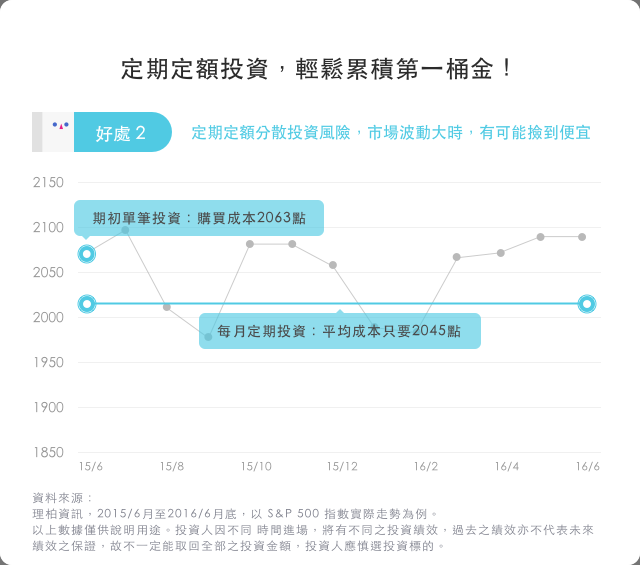 定期定額投資，輕鬆累積第一桶金！
好處 2
定期定額分散投資風險，市場波動大時，有可能撿到便宜
2150
期初單筆投資：購買成本2063點
2100
2050
2000
每月定期投資：平均成本只要2045點
1950
1900
1850
15/6 15/8 15/10 15/12 16/2 16/4 16/6
資料來源：
理柏資訊，2015/6月至2016/6月底，以 S&P 500 指數實際走勢為例。
以上數據僅供說明用途。投資人因不同 時間進場，將有不同之投資績效，過去之績效亦不代表未來
績效之保證，故不一定能取回全部之投資金額，投資人應慎選投資標的。